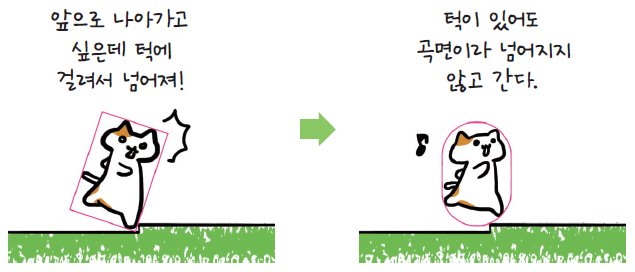 앞으로 나아가고
싶은데 턱에
걸려서 넘어져!
턱이 있어도
곡면이라 넘어지지
않고 간다.